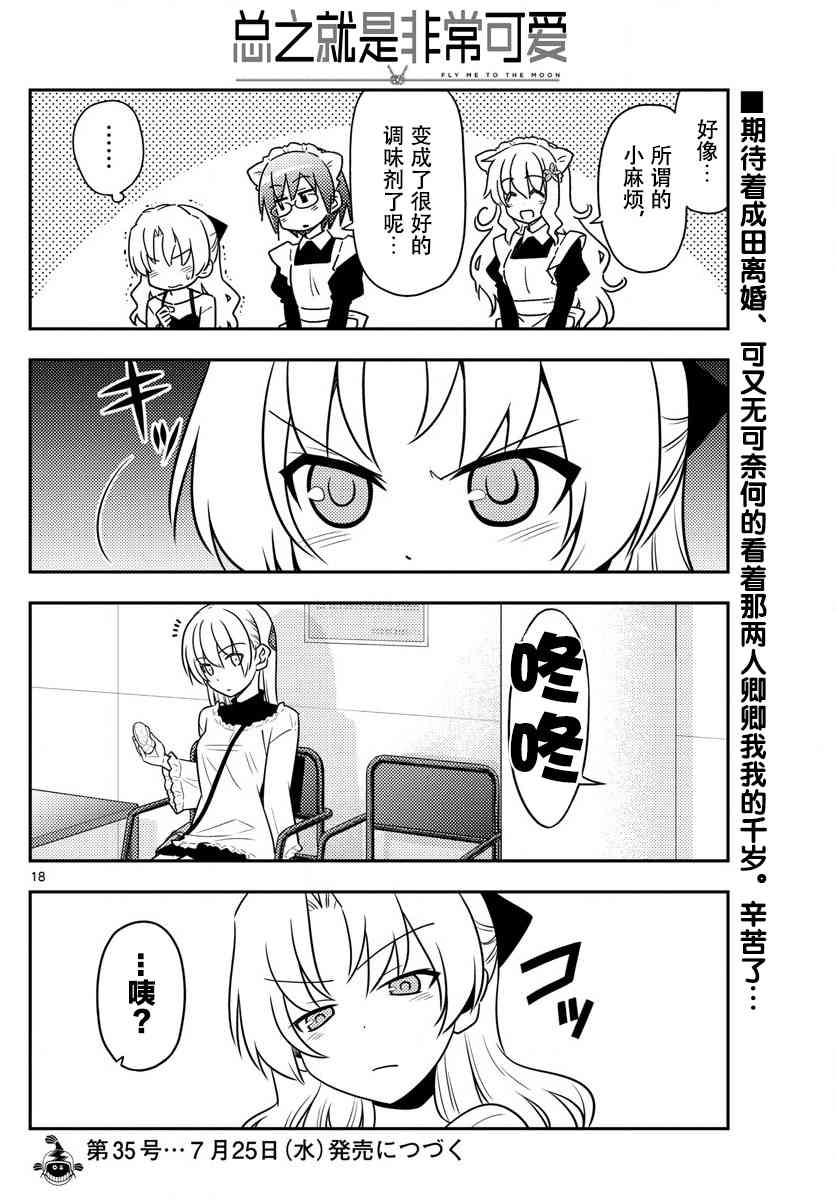 总之就是非常可爱
FLY ME TO THE MOON
■期待着成田离婚、可又无可奈何的看着那两人卿卿我我的千岁。辛苦了…
好像…
所谓的
小麻烦,
变成了很好的
调味剂了呢…
……
キッ
咚
咚
18
コツ
…咦?
第35号…7月25日(水)発売につづく